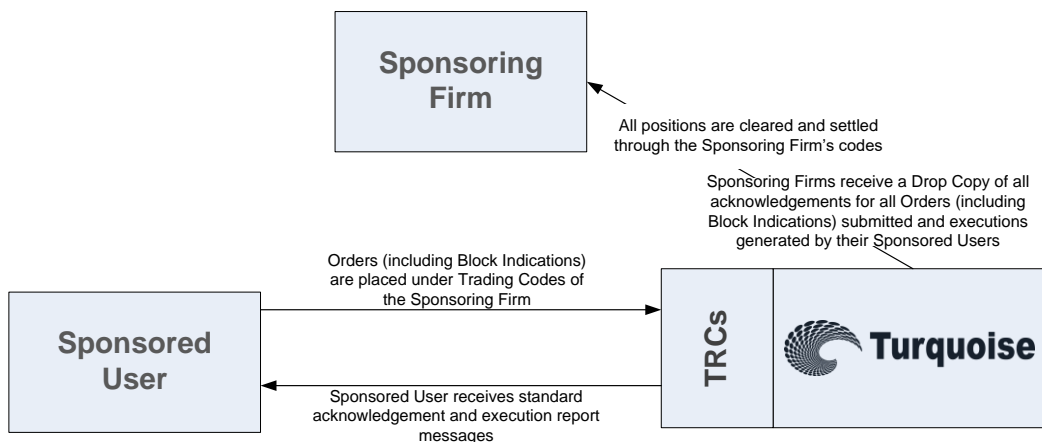 Sponsoring
Firm
All positions are cleared and settled
through the Sponsoring Firm's codes
Sponsoring Firms receive a Drop Copy of all
acknowledgements for all Orders (including
Block Indications) submitted and executions
generated by their Sponsored Users
Orders (including Block Indications)
are placed under Trading Codes of
the Sponsoring Firm
Sponsored
User
TRCs
Turquoise
Sponsored User receives standard
acknowledgement and execution report
messages